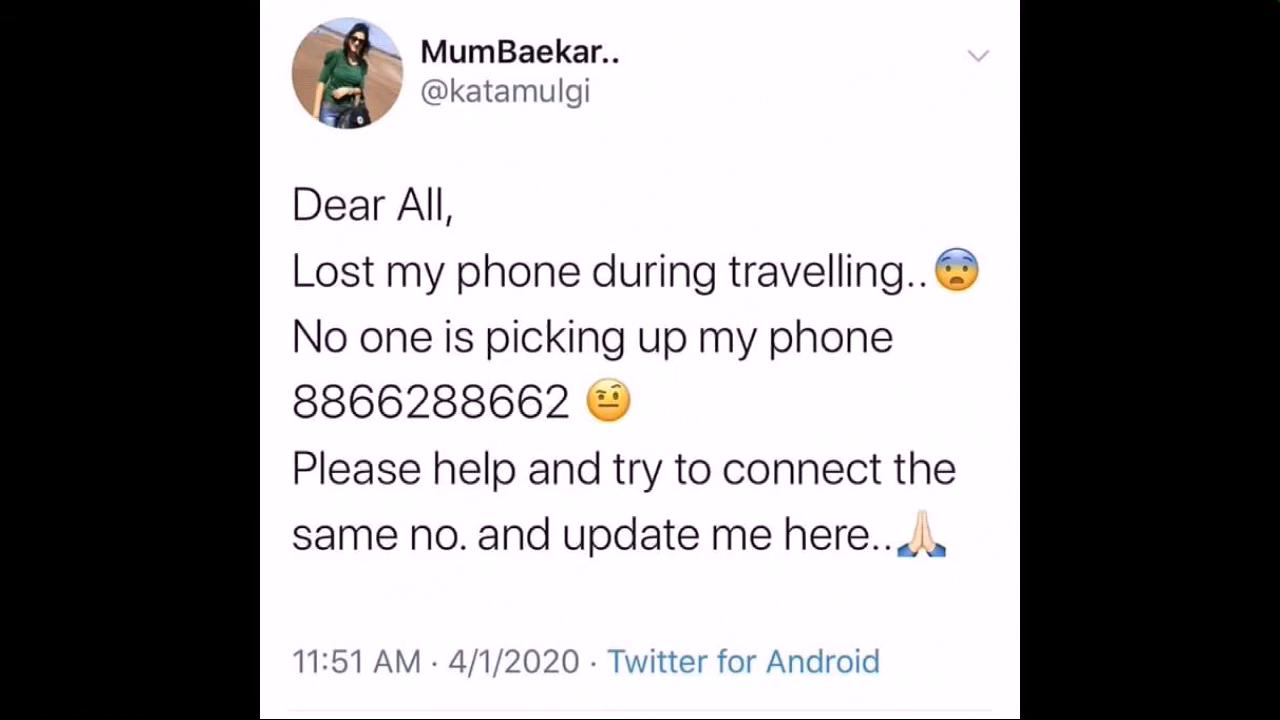 MumBaekar..
@katamulgi
Dear All,
Lost my phone during travelling..😨
No one is picking up my phone
8866288662 🤨
Please help and try to connect the
same no. and update me here..🙏🏻
11:51 AM · 4/1/2020 · Twitter for Android